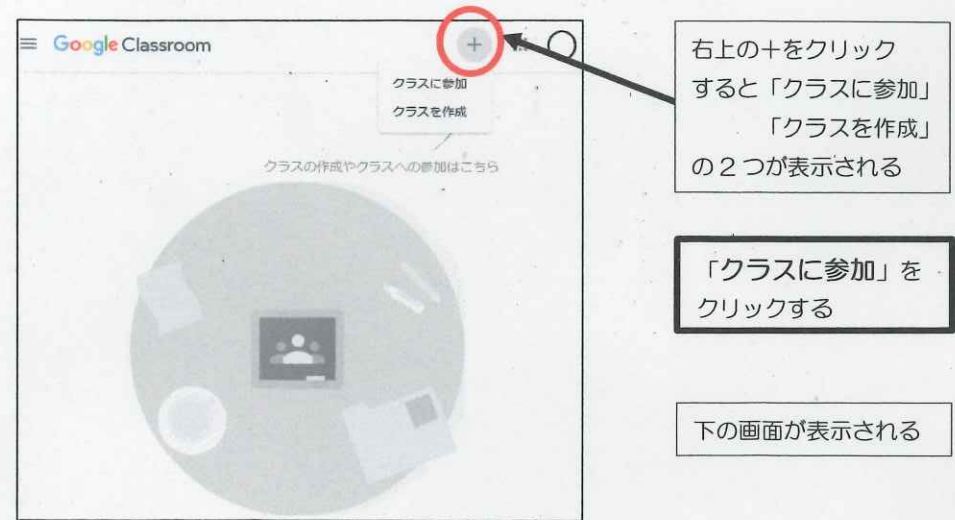 Google Classroom
+
クラスに参加
クラスを作成
クラスの作成やクラスへの参加はこちら
右上の＋をクリック
すると「クラスに参加」
「クラスを作成」
の２つが表示される
「クラスに参加」を
クリックする
下の画面が表示される